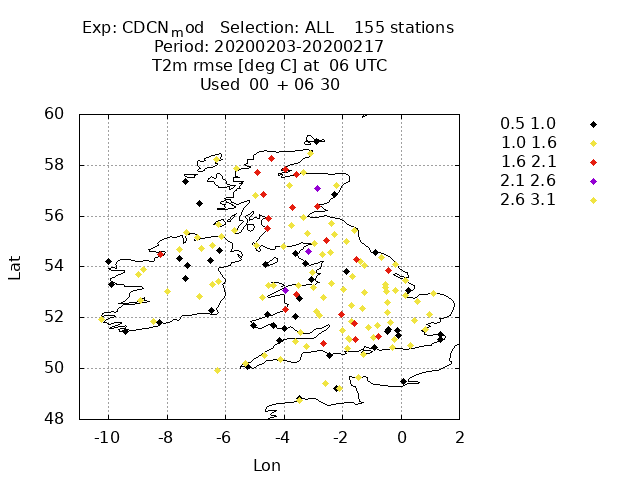 Exp: CDCNmod   Selection: ALL    155 stations
Period: 20200203-20200217
T2m rmse [deg C] at  06 UTC
Used  00 + 06 30
60
58
56
54
52
50
48
Lat
-10 -8 -6 -4 -2 0 2
Lon
0.5 1.0
1.0 1.6
1.6 2.1
2.1 2.6
2.6 3.1